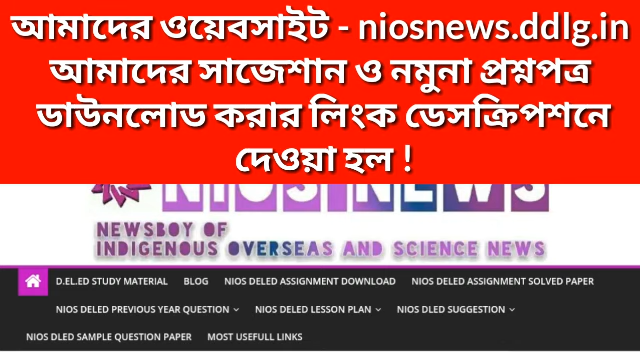 আমাদের ওয়েবসাইট - niosnews.ddlg.in
আমাদের সাজেশান ও নমুনা প্রশ্নপত্র
ডাউনলোড করার লিংক ডেসক্রিপশনে
দেওয়া হল !
NIOS NEWS
NEWSBOY OF
INDIGENOUS OVERSEAS AND SCIENCE NEWS
D.EL.ED STUDY MATERIAL BLOG NIOS DELED ASSIGNMENT DOWNLOAD NIOS DELED ASSIGNMENT SOLVED PAPER
NIOS DELED PREVIOUS YEAR QUESTION NIOS DELED LESSON PLAN NIOS DLED SUGGESTION
NIOS DLED SAMPLE QUESTION PAPER MOST USEFULL LINKS